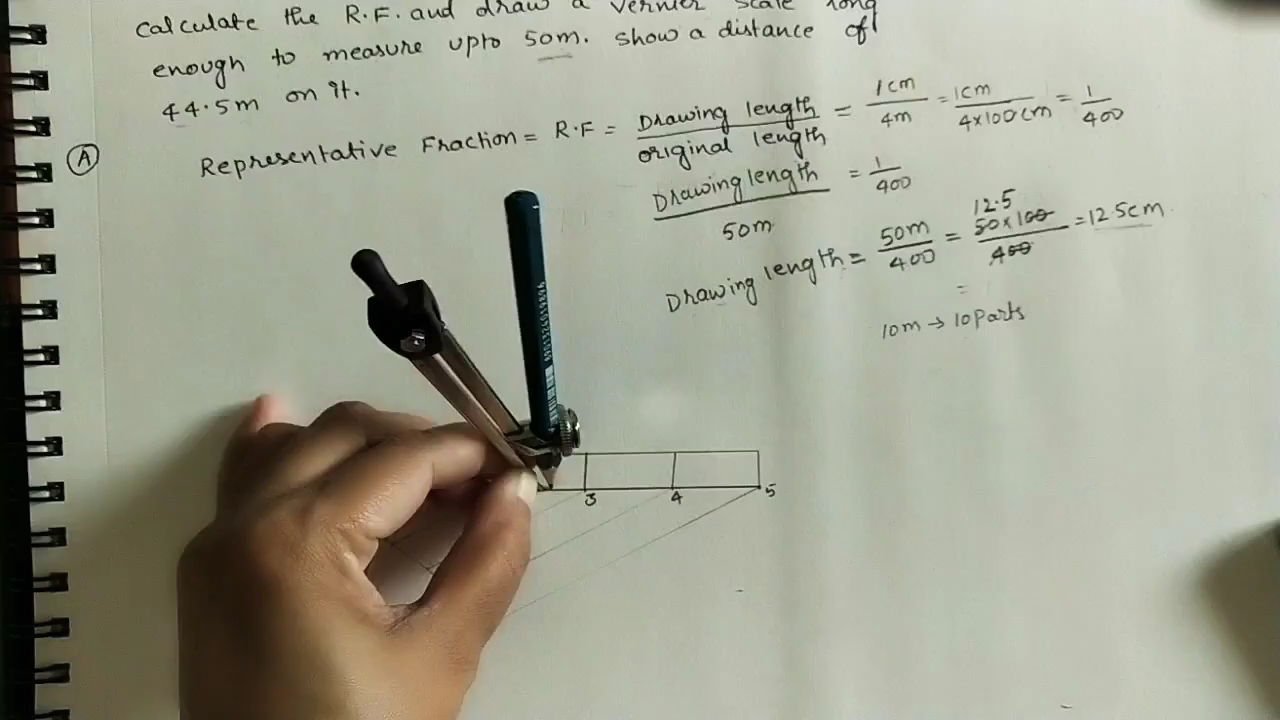 calculate the R.F. and draw a Vernier scale long
enough to measure upto 50m. show a distance of
44.5m on it.
A
Representative Fraction = R.F = Drawing length / original length = 1cm / 4m = 1cm / 4x100cm = 1 / 400
Drawing length / 50m = 1 / 400
12.5
Drawing length = 50m / 400 = 50x100 / 400 = 12.5cm
=
10m → 10 Parts
3 4 5